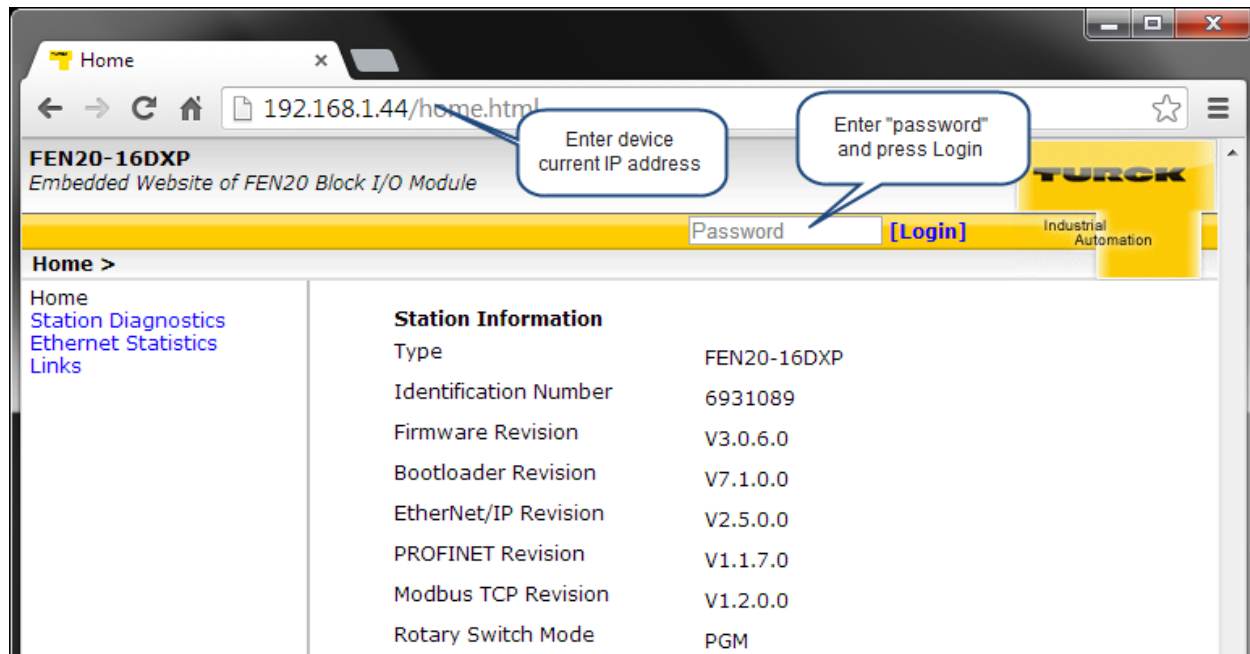 Home
192.168.1.44/home.html
Enter device
current IP address
Enter "password"
and press Login
FEN20-16DXP
Embedded Website of FEN20 Block I/O Module
TURCK
Password [Login]
Industrial
Automation
Home >
Home
Station Diagnostics
Ethernet Statistics
Links
Station Information
Type FEN20-16DXP
Identification Number 6931089
Firmware Revision V3.0.6.0
Bootloader Revision V7.1.0.0
EtherNet/IP Revision V2.5.0.0
PROFINET Revision V1.1.7.0
Modbus TCP Revision V1.2.0.0
Rotary Switch Mode PGM